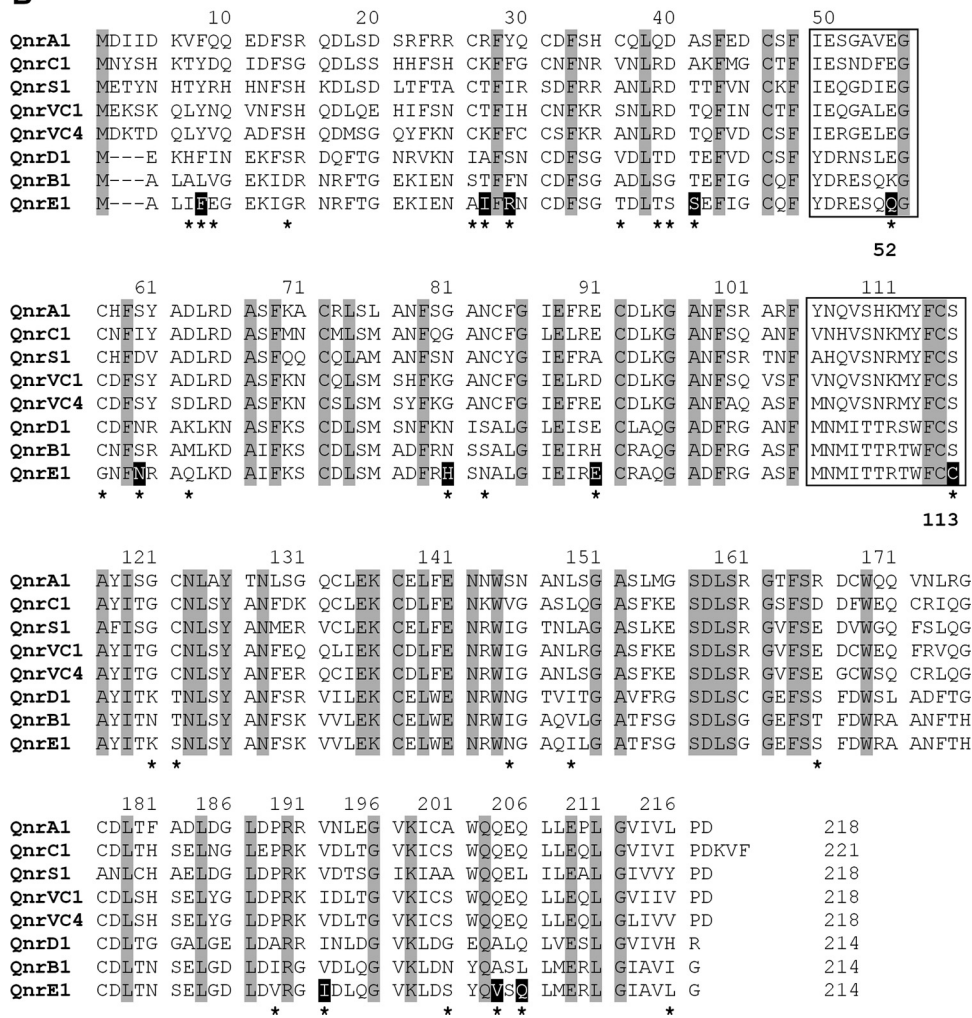 B
10 20 30 40 50
QnrA1 MDIID KVFQQ EDFSR QDLSD SRFRR CRFYQ CDFSH CQLQD ASFED CSF IESGAVEG
QnrC1 MNYSH KTYDQ IDFSG QDLSS HHFSH CKFFG CNFNR VNLRD AKFMG CTF IESNDFEG
QnrS1 METYN HTYRH HNFSH KDLSD LTFTA CTFIR SDFRR ANLRD TTFVN CKF IEQGDIEG
QnrVC1 MEKSK QLYNQ VNFSH QDLQE HIFSN CTFIH CNFKR SNLRD TQFIN CTF IEQGAIEG
QnrVC4 MDKTD QLYVQ ADFSH QDMSG QYFKN CKFFC CSFKR ANLRD TQFVD CSF IERGELEG
QnrD1 M---E KHFIN EKFSR DQFTG NRVKN IAFSN CDFSG VDLTD TEFVD CSF YDRNSLEG
QnrB1 M---A LALVG EKIDR NRFTG EKIEN STFFN CDFSG ADLSG TEFIG CQF YDRESQKG
QnrE1 M---A LIFEG EKIGR NRFTG EKIEN AIFRN CDFSG TDLTS SEFIG CQF YDRESQQG
* * * * * * * * * * * *
52
61 71 81 91 101 111
QnrA1 CHFSY ADLRD ASFKA CRLSL ANFSG ANCFG IEFRE CDLKG ANFSR ARF YNQVSHKMYFCS
QnrC1 CNFIY ADLRD ASFMN CMLSM ANFQG ANCFG LELRE CDLKG ANFSQ ANF VNHVSNKMYFCS
QnrS1 CHFDV ADLRD ASFQQ CQLAM ANFSN ANCYG IEFRA CDLKG ANFSR TNF AHQVSNRMYFCS
QnrVC1 CDFSY ADLRD ASFKN CQLSM SHFKG ANCFG IELRD CDLKG ANFSQ VSF VNQVSNKMYFCS
QnrVC4 CDFSY SDLRD ASFKN CSLSM SYFKG ANCFG IEFRE CDLKG ANFAQ ASF MNQVSNRMYFCS
QnrD1 CDFNR AKLKN ASFKS CDLSM SDFKN ISALG LEISE CLAQG ADFRG ANF MNMITTRSWFCS
QnrB1 CNFSR AMLKD AIFKS CDLSM ADFRN SSALG IEIRH CRAQG ADFRG ASF MNMITTRTWFCS
QnrE1 GNFNR AQLKD AIFKS CDLSM ADFRH SNALG IEIRE CRAQG ADFRG ASF MNMITTRTWFCC
* * * * * * *
113
121 131 141 151 161 171
QnrA1 AYISG CNLAY TNLSG QCLEK CELFE NNWSN ANLSG ASLMG SDLSR GTFSR DCWQQ VNLRG
QnrC1 AYITG CNLSY ANFDK QCLEK CDLFE NKWVG ASLQG ASFKE SDLSR GSFSD DFWEQ CRIQG
QnrS1 AFISG CNLSY ANMER VCLEK CELFE NRWIG TNLAG ASLKE SDLSR GVFSE DVWGQ FSLQG
QnrVC1 AYITG CNLSY ANFEQ QLIEK CDLFE NRWIG ANLRG ASFKE SDLSR GVFSE DCWEQ FRVQG
QnrVC4 AYITG CNLSY ANFER QCIEK CDLFE NRWIG ANLSG ASFKE SDLSR GVFSE GCWSQ CRLQG
QnrD1 AYITK TNLSY ANFSR VILEK CELWE NRWNG TVITG AVFRG SDLSC GEFSS FDWSL ADFTG
QnrB1 AYITN TNLSY ANFSK VVLEK CELWE NRWIG AQVLG ATFSG SDLSG GEFST FDWRA ANFTH
QnrE1 AYITK SNLSY ANFSK VVLEK CELWE NRWNG AQILG ATFSG SDLSG GEFSS FDWRA ANFTH
* * * * *
181 186 191 196 201 206 211 216
QnrA1 CDLTF ADLDG LDPRR VNLEG VKICA WQQEQ LLEPL GVIVL PD 218
QnrC1 CDLTH SELNG LEPRK VDLTG VKICS WQQEQ LLEQL GVIVI PDKVF 221
QnrS1 ANLCH AELDG LDPRK VDTSG IKIAA WQQEL ILEAL GIVVY PD 218
QnrVC1 CDLSH SELYG LDPRK IDLTG VKICS WQQEQ LLEQL GVIVI PD 218
QnrVC4 CDLSH SELYG LDPRK VDLTG VKICS WQQEQ LLEQL GLIVV PD 218
QnrD1 CDLTG GALGE LDARR INLDG VKLDG EQALQ LVESL GVIVH R 214
QnrB1 CDLTN SELGD LDIRG VDLQG VKLDN YQASL LMERL GIAVI G 214
QnrE1 CDLTN SELGD LDVRG IDLQG VKLDS YQVSQ LMERL GIAVL G 214
* * * * * *